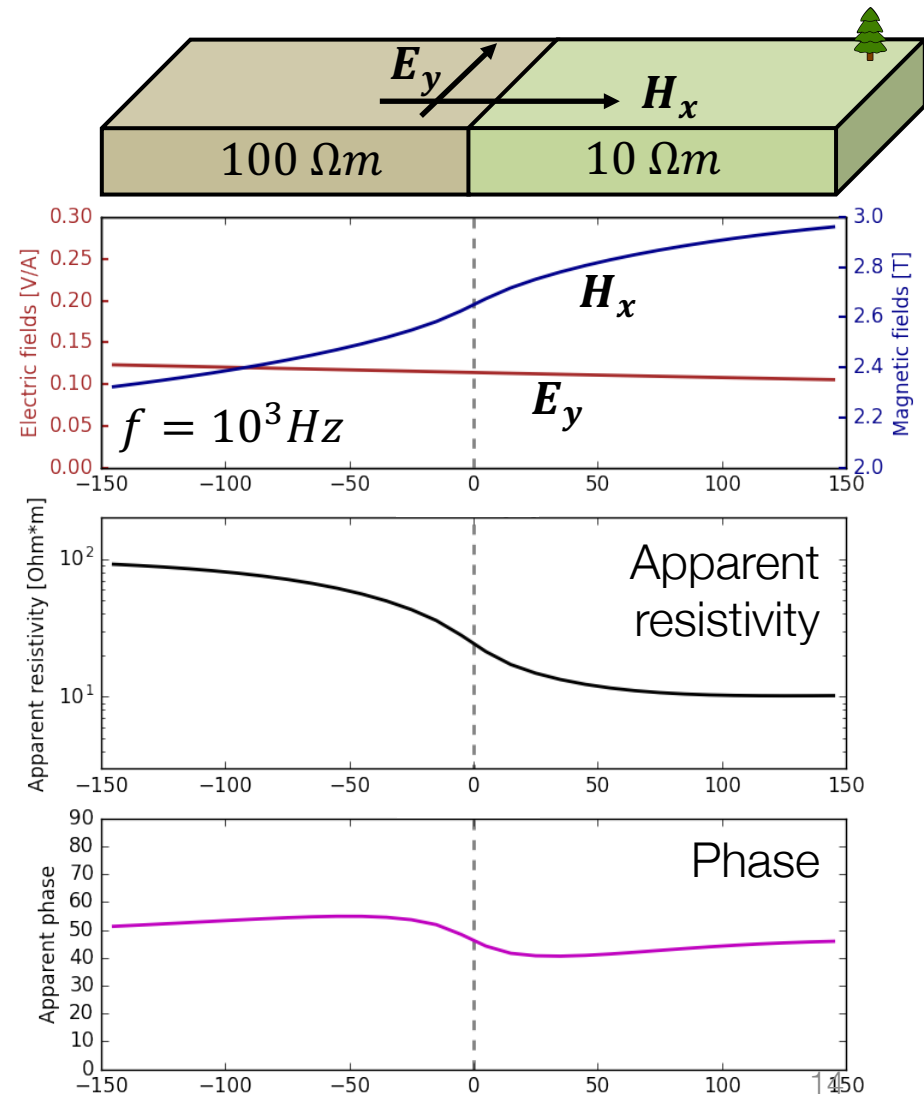 E_y
H_x
100 Ωm 10 Ωm
0.30 3.0
0.25 2.8
0.20 2.6
0.15 2.4
0.10 2.2
0.05 2.0
0.00
Electric fields [V/A]
Magnetic fields [T]
H_x
E_y
f = 10^3 Hz
−150 −100 −50 0 50 100 150
Apparent resistivity [Ohm*m]
10^2
10^1
Apparent
resistivity
−150 −100 −50 0 50 100 150
Apparent phase
90
80
70
60
50
40
30
20
10
0
Phase
−150 −100 −50 0 50 100 150
14